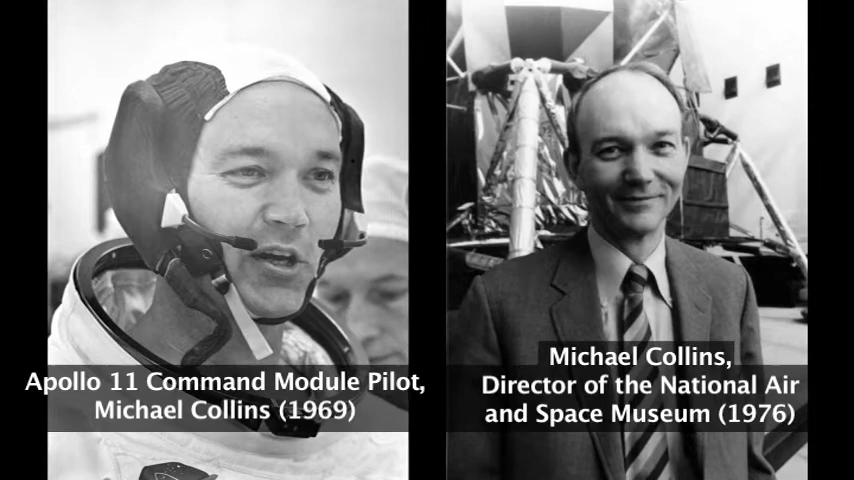 Apollo 11 Command Module Pilot,
Michael Collins (1969)
Michael Collins,
Director of the National Air
and Space Museum (1976)